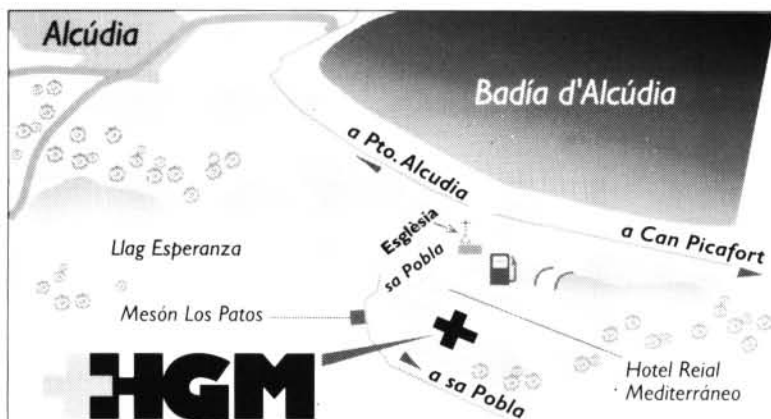 Alcúdia
Badía d'Alcúdia
a Pto. Alcudia
a Can Picafort
Esglèsia
sa Pobla
Llag Esperanza
Mesón Los Patos
HGM
a sa Pobla
Hotel Reial
Mediterráneo